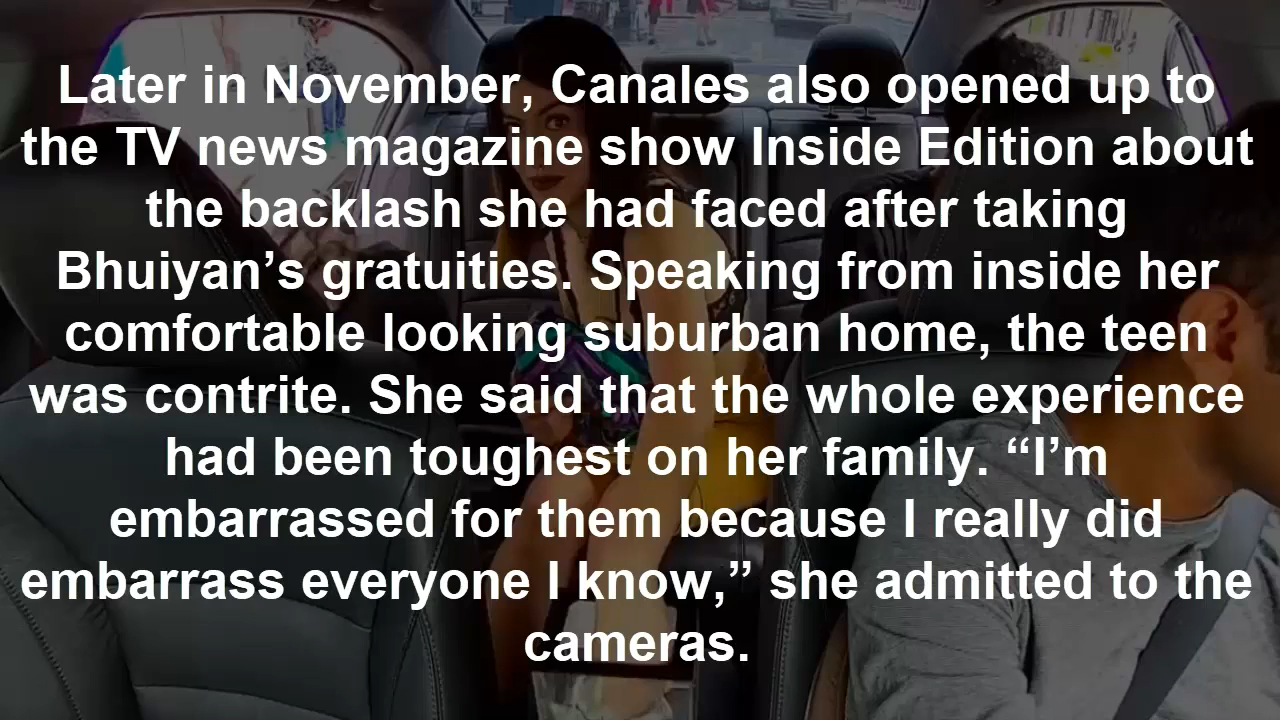 Later in November, Canales also opened up to
the TV news magazine show Inside Edition about
the backlash she had faced after taking
Bhuiyan’s gratuities. Speaking from inside her
comfortable looking suburban home, the teen
was contrite. She said that the whole experience
had been toughest on her family. “I’m
embarrassed for them because I really did
embarrass everyone I know,” she admitted to the
cameras.